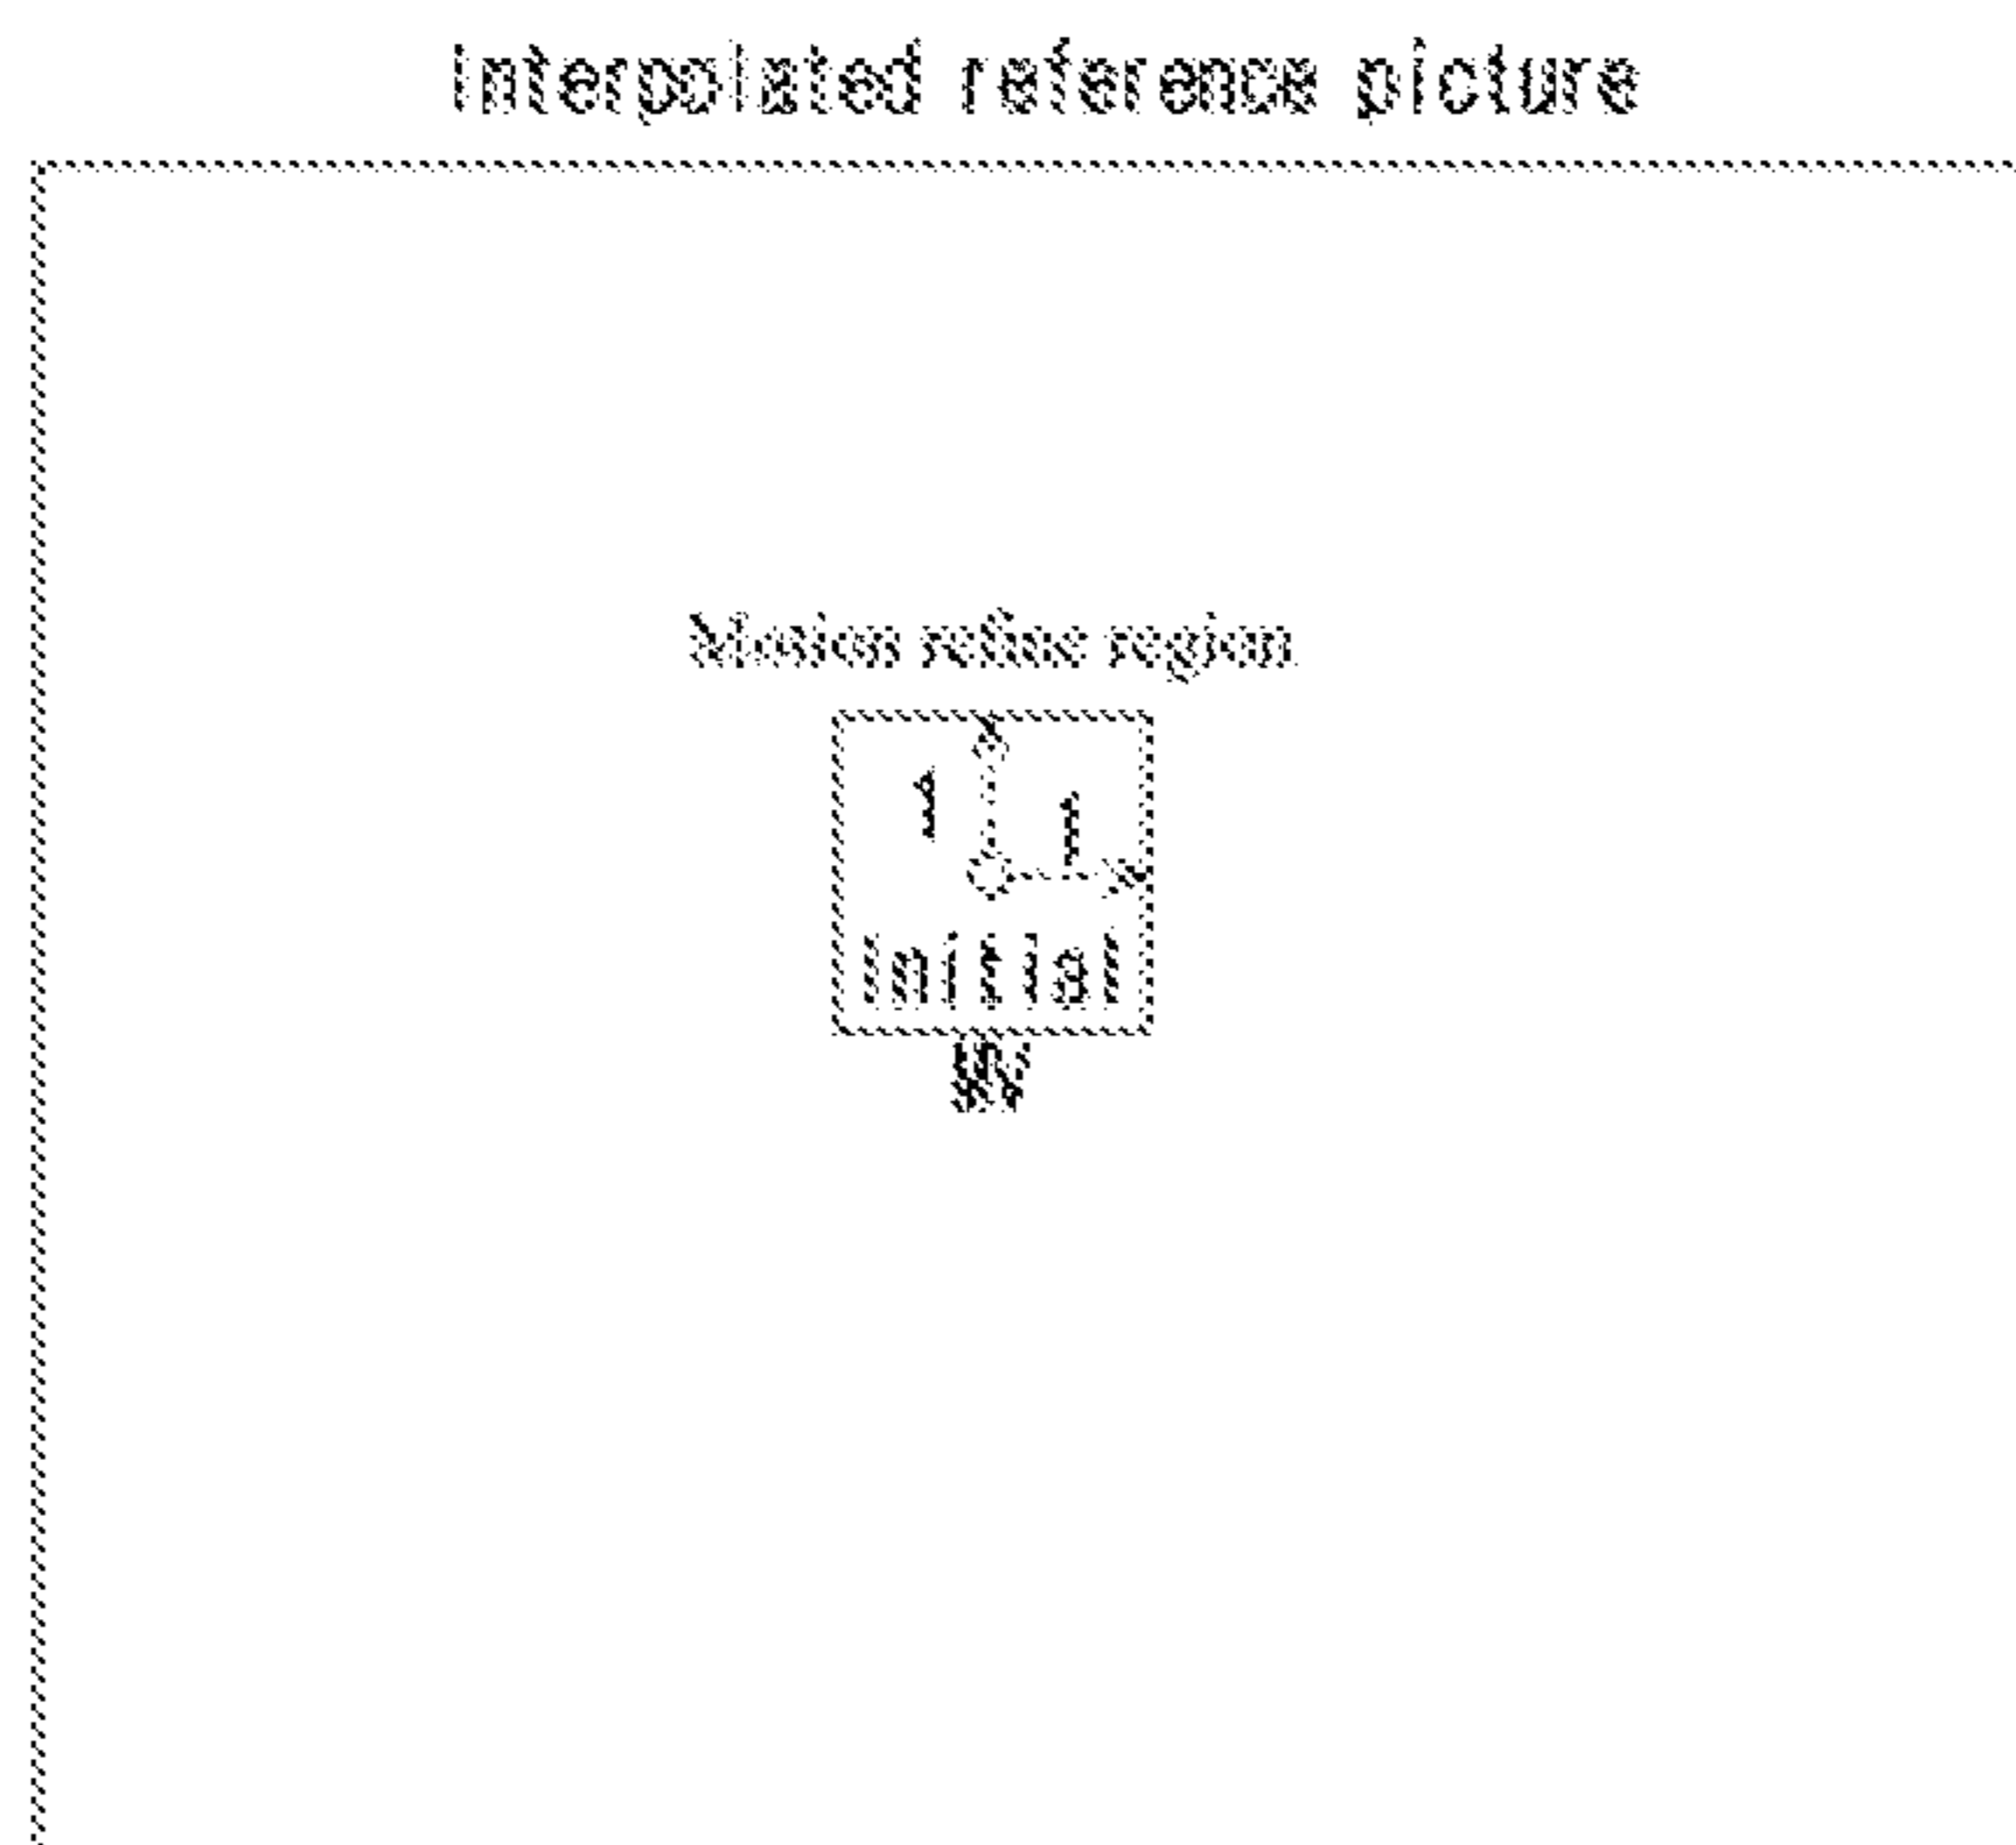 Interpolated reference picture
Motion refine region
1
1
Initial
MV